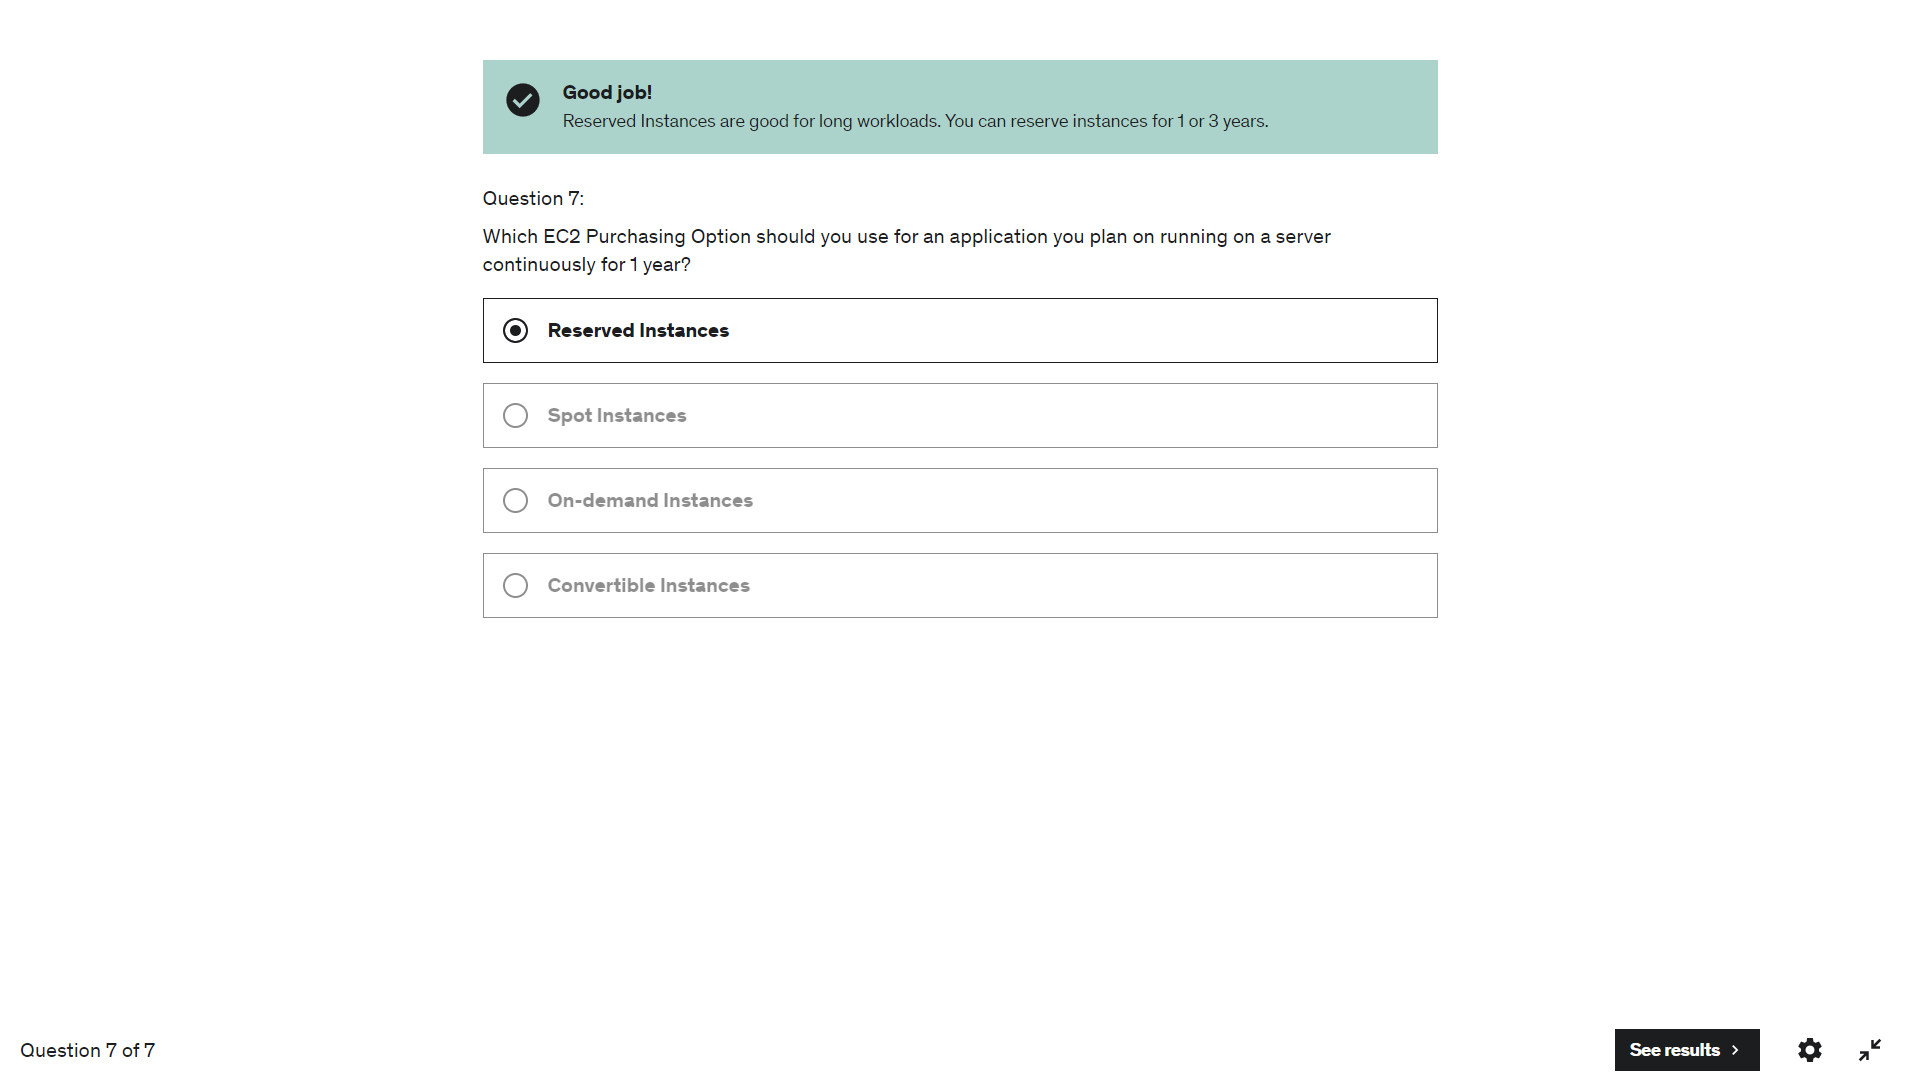 Good job!
Reserved Instances are good for long workloads. You can reserve instances for 1 or 3 years.
Question 7:
Which EC2 Purchasing Option should you use for an application you plan on running on a server
continuously for 1 year?
Reserved Instances
Spot Instances
On-demand Instances
Convertible Instances
Question 7 of 7
See results